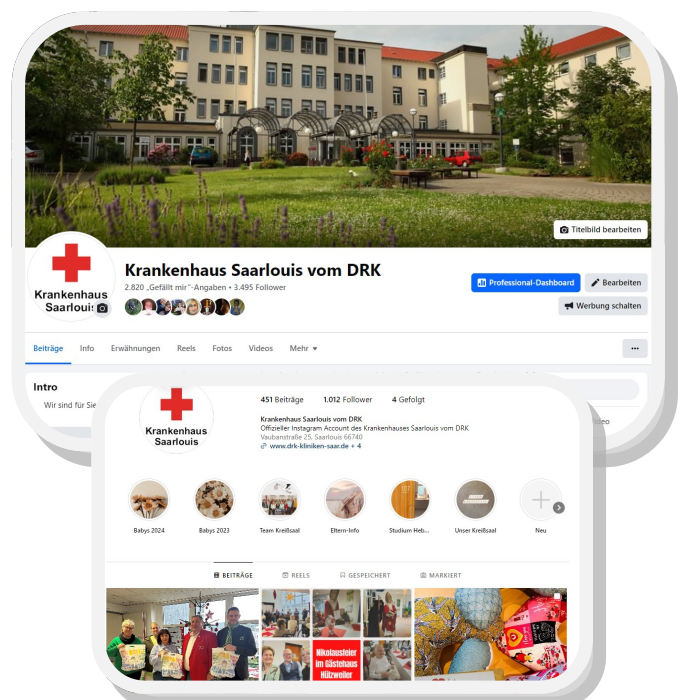 Titelbild bearbeiten
Krankenhaus
Saarlouis
Krankenhaus Saarlouis vom DRK
2.820 „Gefällt mir“-Angaben • 3.495 Follower
Professional-Dashboard
Bearbeiten
Werbung schalten
Beiträge Info Erwähnungen Reels Fotos Videos Mehr
Intro
Wir sind für Sie
ideo
Krankenhaus
Saarlouis
451 Beiträge 1.012 Follower 4 Gefolgt
Krankenhaus Saarlouis vom DRK
Offizieller Instagram Account des Krankenhauses Saarlouis vom DRK
Vaubanstraße 25, Saarlouis 66740
www.drk-kliniken-saar.de + 4
Babys 2024 Babys 2023 Team Kreißsaal Eltern-Info Studium Heb... Unser Kreißsaal Neu
BEITRÄGE REELS GESPEICHERT MARKIERT
Nikolausfeier
im Gästehaus
Hützweiler